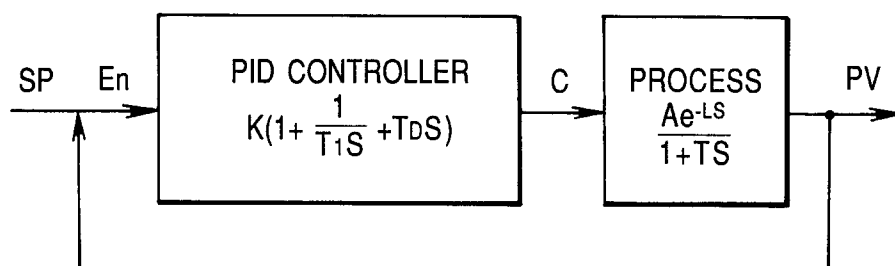 SP
En
PID CONTROLLER
K(1+ 1/T1S +TDS)
C
PROCESS
Ae^-LS/1+TS
PV